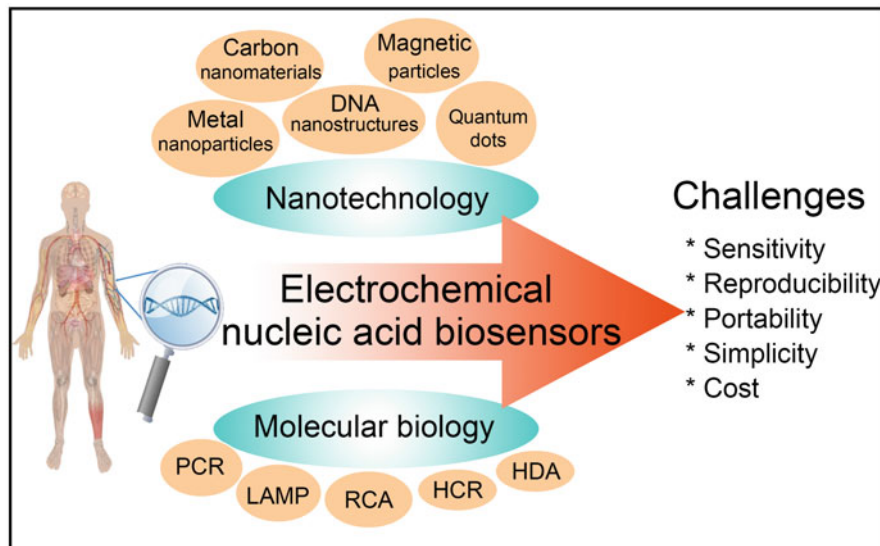 Carbon
nanomaterials
Magnetic
particles
Metal
nanoparticles
DNA
nanostructures
Quantum
dots
Nanotechnology
Electrochemical
nucleic acid biosensors
Challenges
* Sensitivity
* Reproducibility
* Portability
* Simplicity
* Cost
Molecular biology
PCR
LAMP
RCA
HCR
HDA